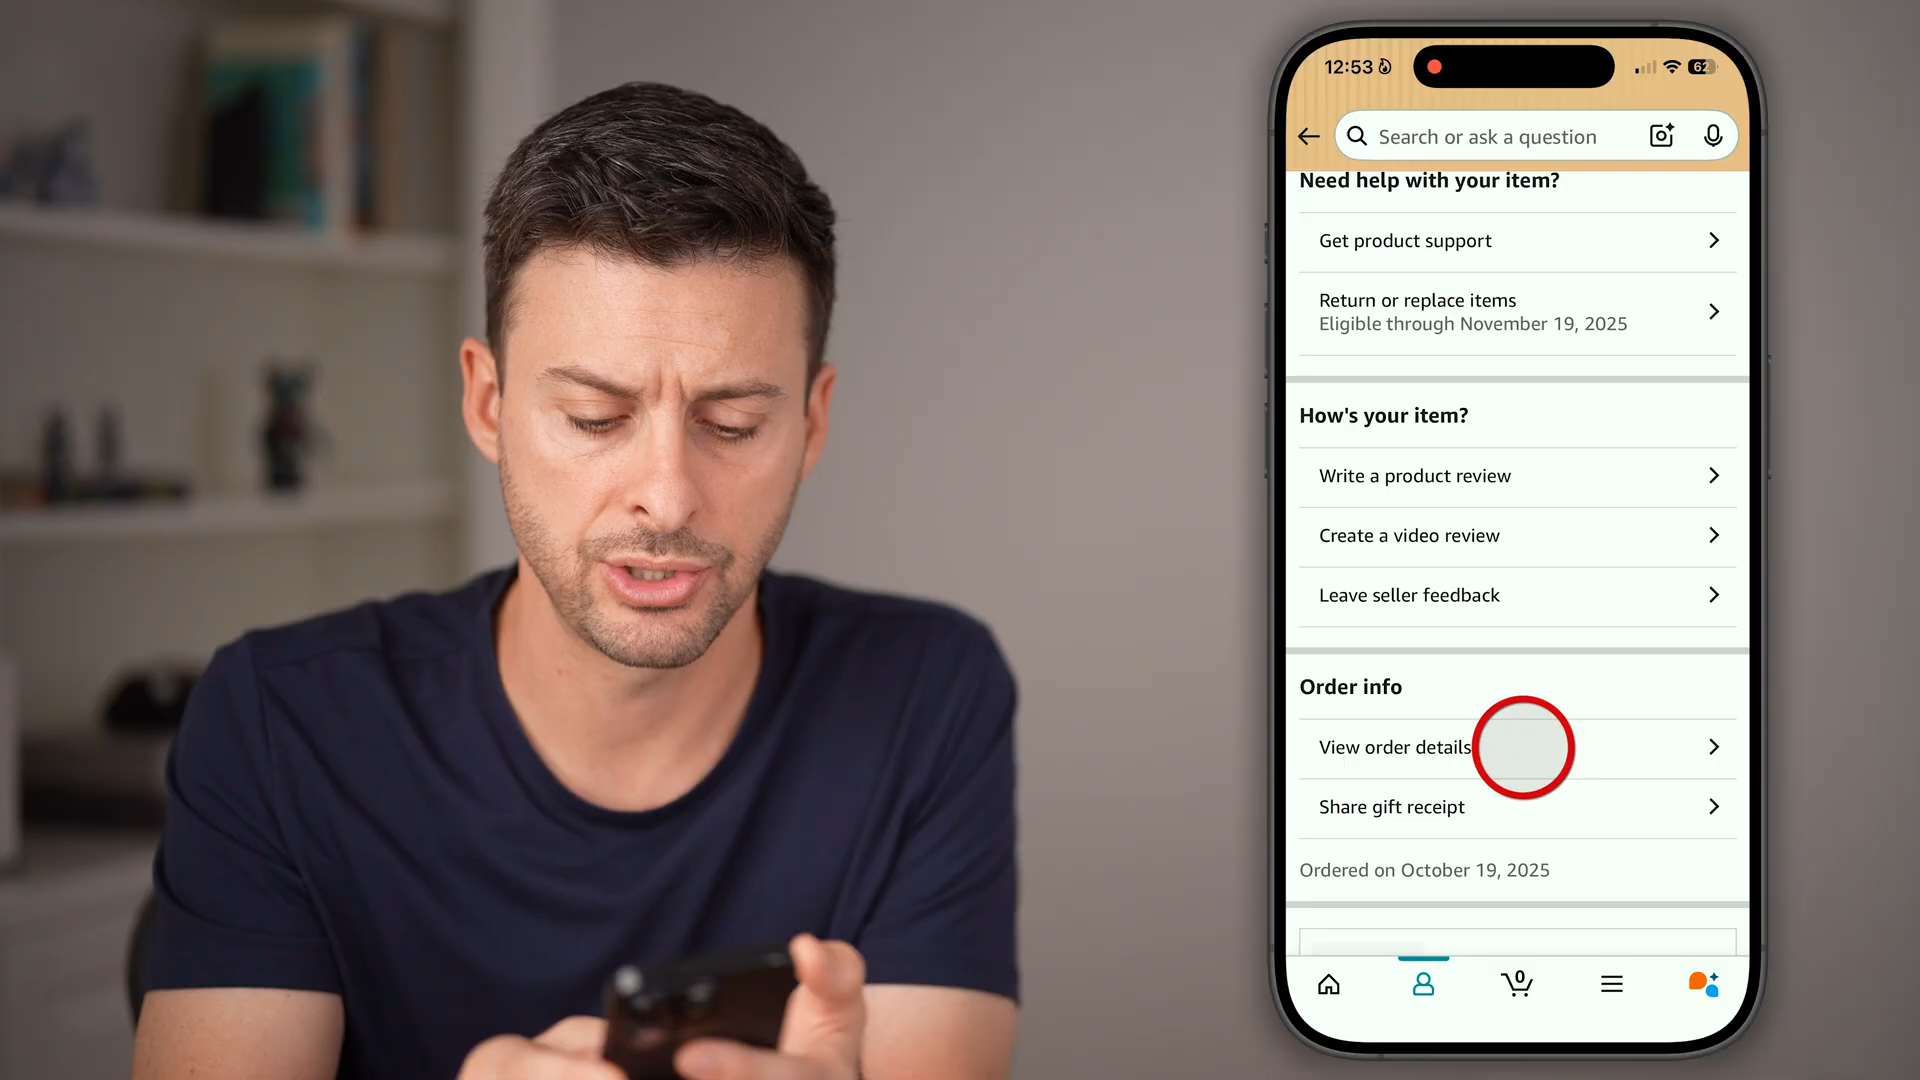 12:53
62
Search or ask a question
Need help with your item?
Get product support
Return or replace items
Eligible through November 19, 2025
How's your item?
Write a product review
Create a video review
Leave seller feedback
Order info
View order details
Share gift receipt
Ordered on October 19, 2025
0